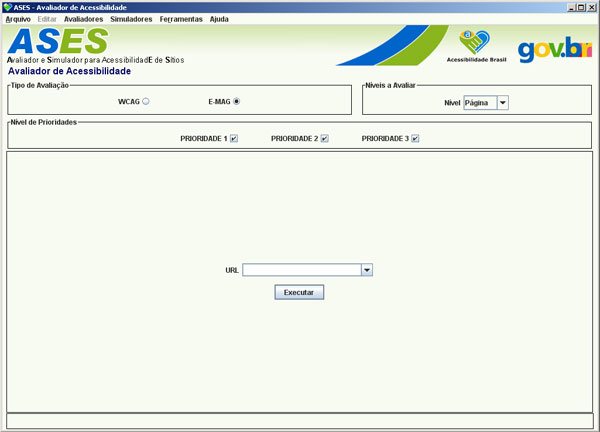 ASES - Avaliador de Acessibilidade
Arquivo Editar Avaliadores Simuladores Ferramentas Ajuda
ASES
Avaliador e Simulador para AcessibilidadE de Sítios
Acessibilidade Brasil
gov.br
Avaliador de Acessibilidade
Tipo de Avaliação
WCAG E-MAG
Níveis a Avaliar
Nível Página
Nível de Prioridades
PRIORIDADE 1 PRIORIDADE 2 PRIORIDADE 3
URL
Executar